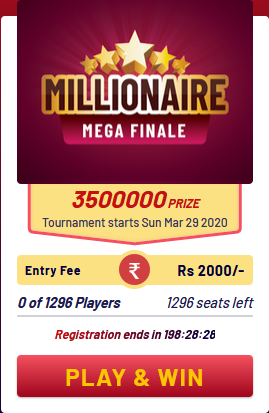 MILLIONAIRE
MEGA FINALE
3500000 PRIZE
Tournament starts Sun Mar 29 2020
Entry Fee ₹ Rs 2000/-
0 of 1296 Players 1296 seats left
Registration ends in 198:28:28
PLAY & WIN